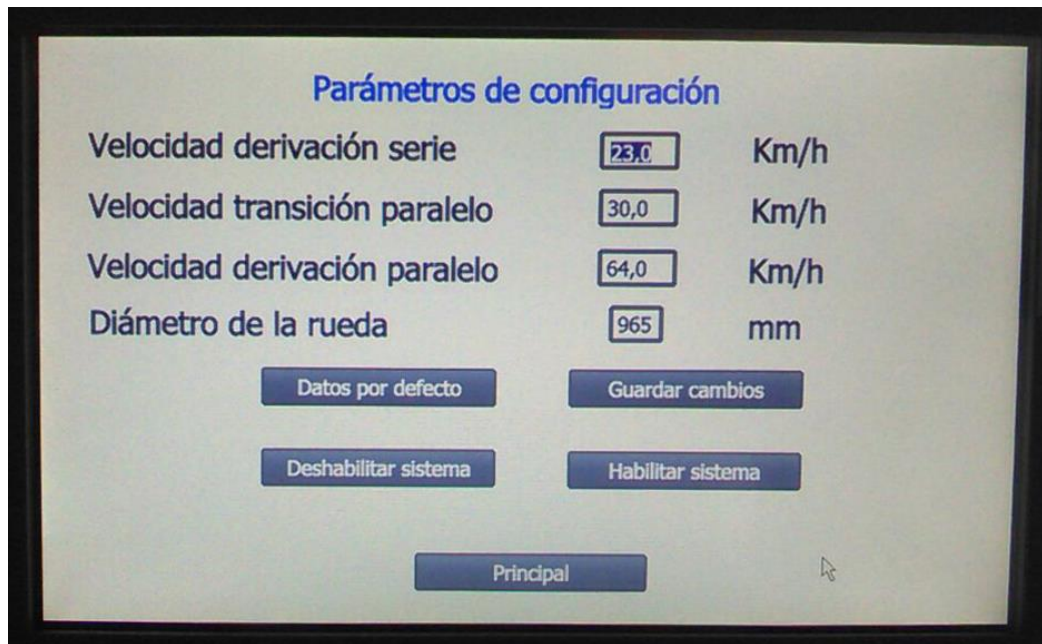 Parámetros de configuración
Velocidad derivación serie 23,0 Km/h
Velocidad transición paralelo 30,0 Km/h
Velocidad derivación paralelo 64,0 Km/h
Diámetro de la rueda 965 mm
Datos por defecto Guardar cambios
Deshabilitar sistema Habilitar sistema
Principal